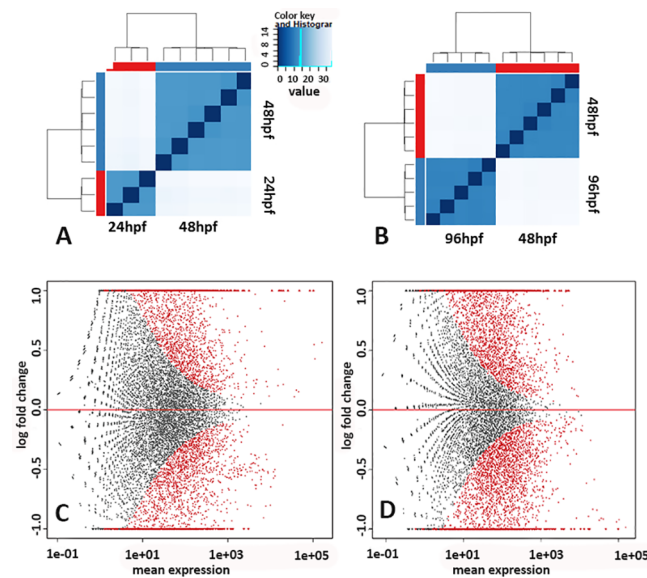 Color key
and Histogram
14
10
5
0
0 10 20 30
value
48hpf
24hpf
A
24hpf 48hpf
48hpf
96hpf
B
96hpf 48hpf
1.0
0.5
0.0
-0.5
-1.0
log fold change
C
1e-01 1e+01 1e+03 1e+05
mean expression
1.0
0.5
0.0
-0.5
-1.0
log fold change
D
1e-01 1e+01 1e+03 1e+05
mean expression